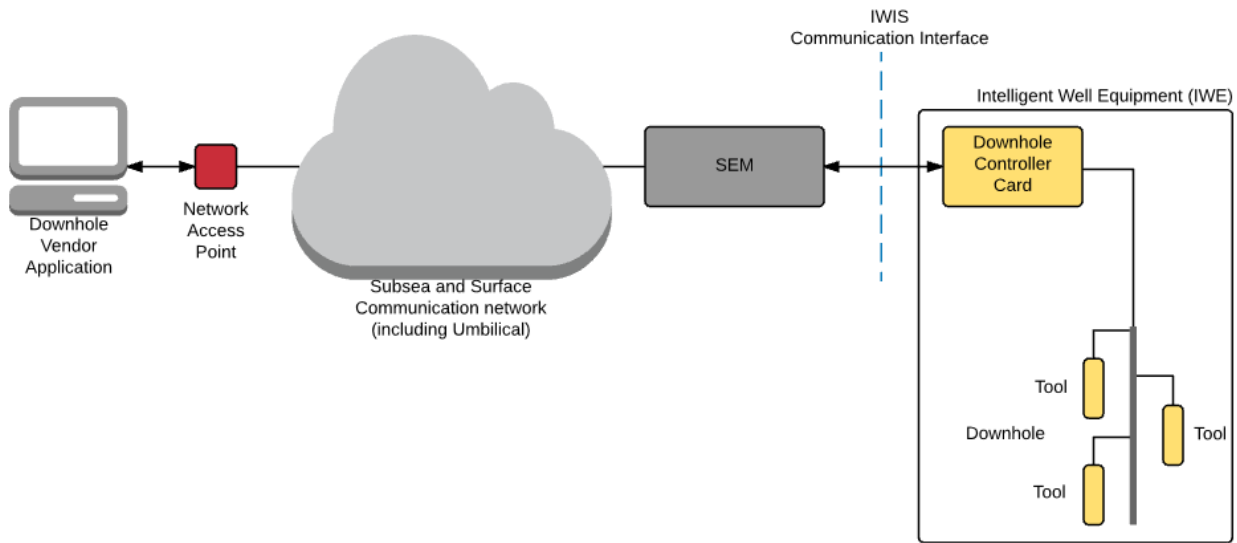 IWIS
Communication Interface
Intelligent Well Equipment (IWE)
Downhole
Controller
Card
SEM
Network
Access
Point
Downhole
Vendor
Application
Subsea and Surface
Communication network
(including Umbilical)
Tool
Downhole
Tool
Tool